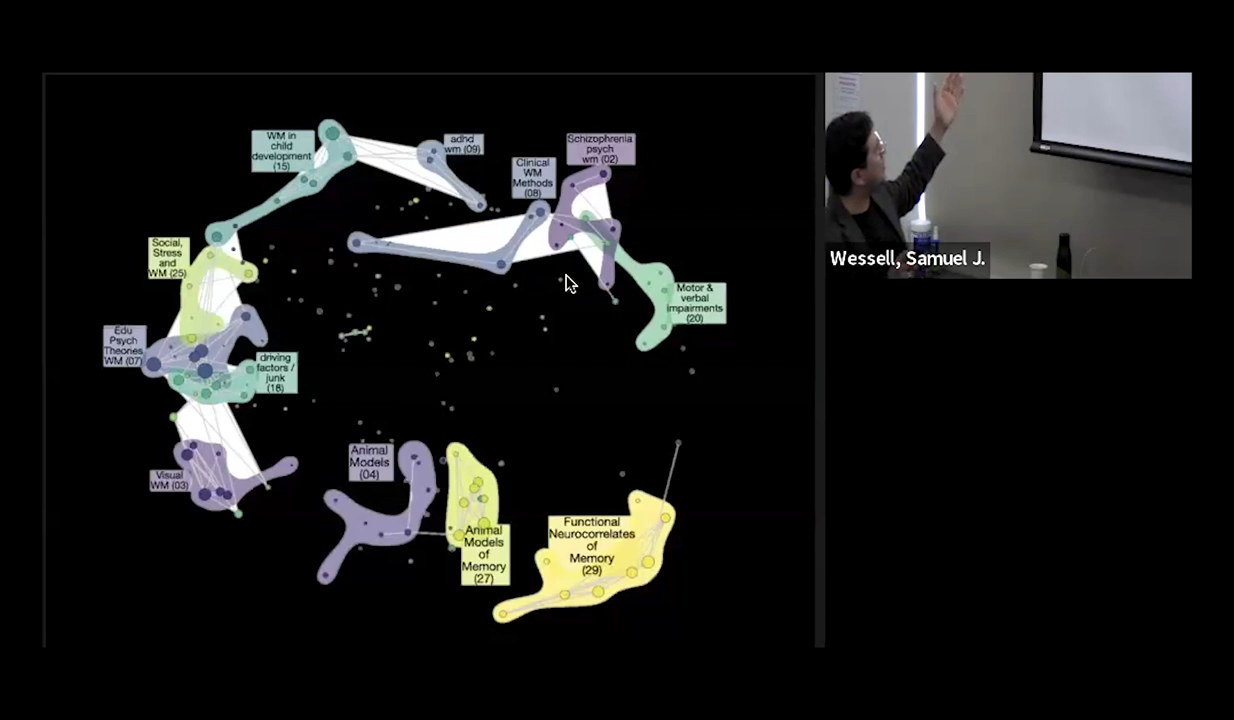 WM in
child
development
(15)
adhd
wm (09)
Schizophrenia
psych
wm (02)
Clinical
WM
Methods
(08)
Social,
Stress
and
WM (25)
Motor &
verbal
impairments
(20)
Edu
Psych
Theories
WM (07)
driving
factors /
junk
(18)
Visual
WM (03)
Animal
Models
(04)
Animal
Models
of
Memory
(27)
Functional
Neurocorrelates
of
Memory
(29)
Wessell, Samuel J.